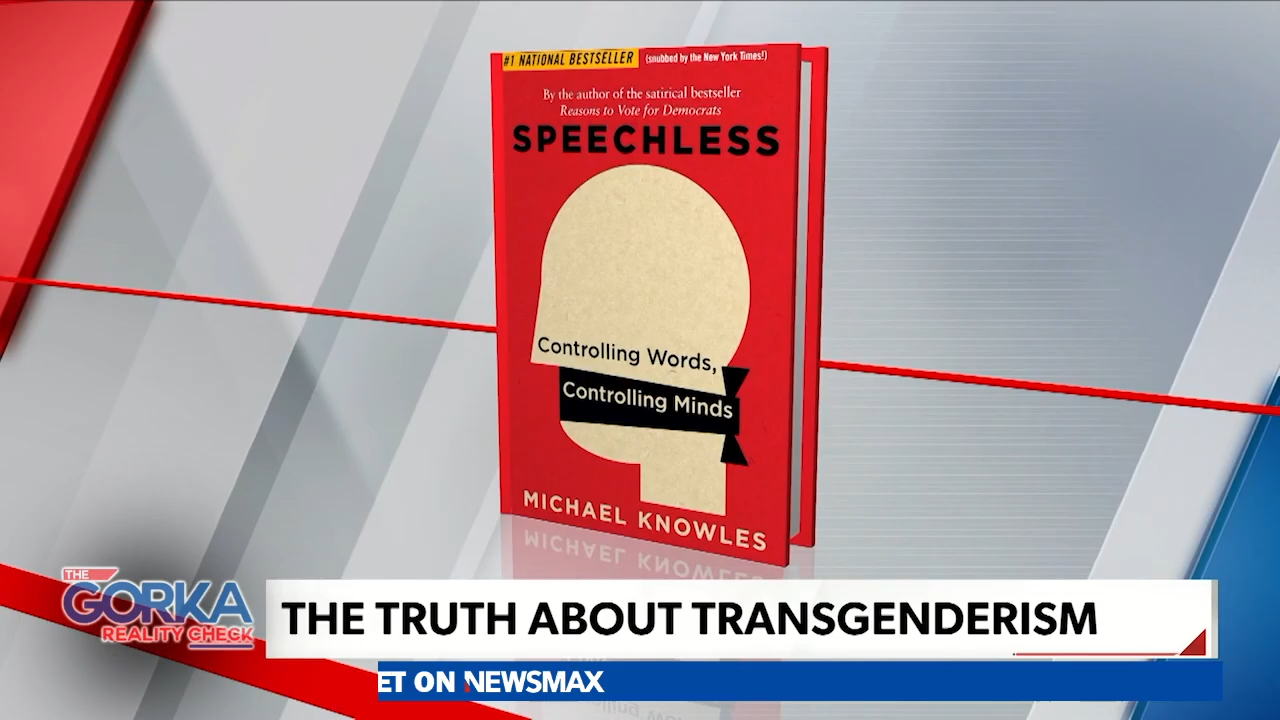 #1 NATIONAL BESTSELLER (snubbed by the New York Times!)
By the author of the satirical bestseller
Reasons to Vote for Democrats
SPEECHLESS
Controlling Words,
Controlling Minds
MICHAEL KNOWLES
MICHAEL KNOWLES
THE
GORKA
REALITY CHECK
THE TRUTH ABOUT TRANSGENDERISM
ET ON NEWSMAX